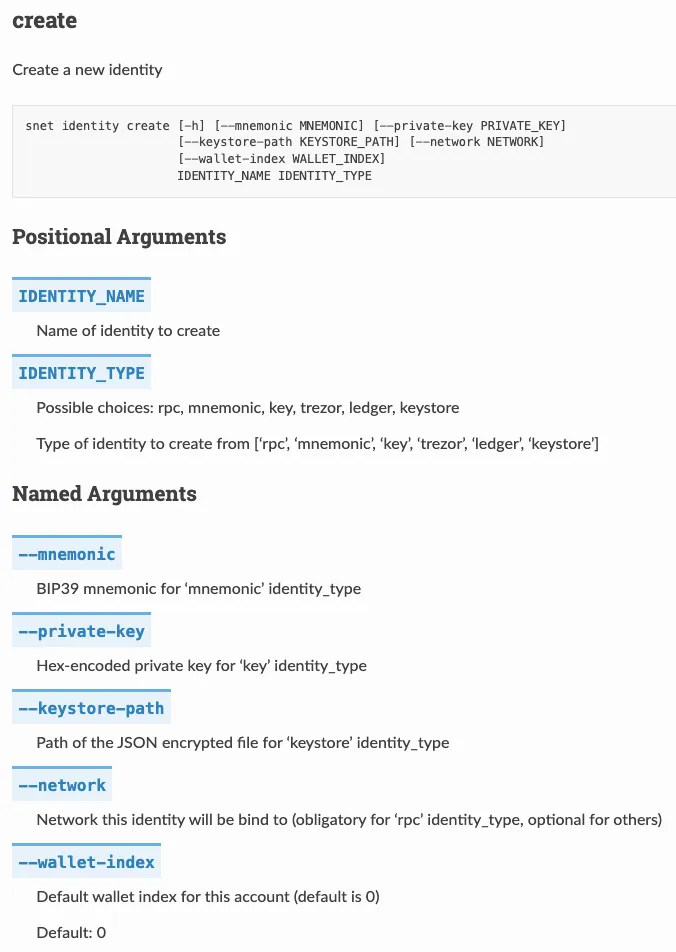 create
Create a new identity
snet identity create [-h] [--mnemonic MNEMONIC] [--private-key PRIVATE_KEY]
[--keystore-path KEYSTORE_PATH] [--network NETWORK]
[--wallet-index WALLET_INDEX]
IDENTITY_NAME IDENTITY_TYPE
Positional Arguments
IDENTITY_NAME
Name of identity to create
IDENTITY_TYPE
Possible choices: rpc, mnemonic, key, trezor, ledger, keystore
Type of identity to create from [‘rpc’, ‘mnemonic’, ‘key’, ‘trezor’, ‘ledger’, ‘keystore’]
Named Arguments
--mnemonic
BIP39 mnemonic for ‘mnemonic’ identity_type
--private-key
Hex-encoded private key for ‘key’ identity_type
--keystore-path
Path of the JSON encrypted file for ‘keystore’ identity_type
--network
Network this identity will be bind to (obligatory for ‘rpc’ identity_type, optional for others)
--wallet-index
Default wallet index for this account (default is 0)
Default: 0